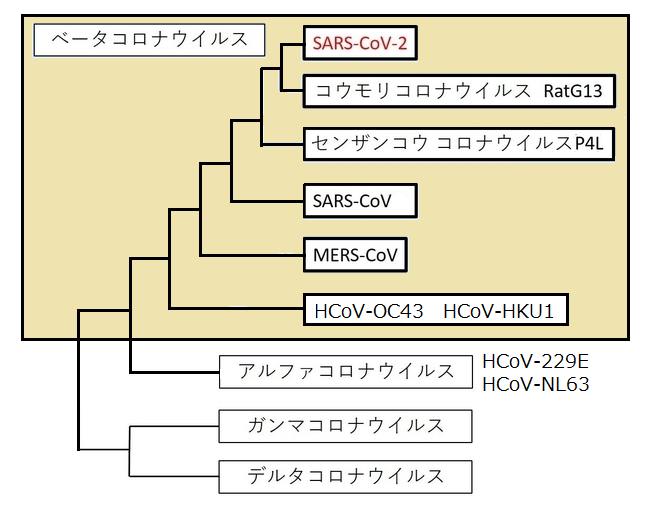 ベータコロナウイルス
SARS-CoV-2
コウモリコロナウイルス RatG13
センザンコウ コロナウイルスP4L
SARS-CoV
MERS-CoV
HCoV-OC43 HCoV-HKU1
アルファコロナウイルス
HCoV-229E
HCoV-NL63
ガンマコロナウイルス
デルタコロナウイルス